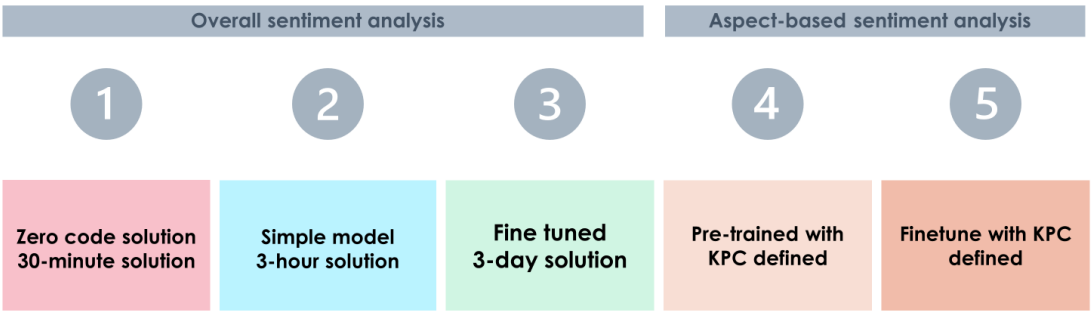 Overall sentiment analysis
Aspect-based sentiment analysis
1
2
3
4
5
Zero code solution
30-minute solution
Simple model
3-hour solution
Fine tuned
3-day solution
Pre-trained with
KPC defined
Finetune with KPC
defined